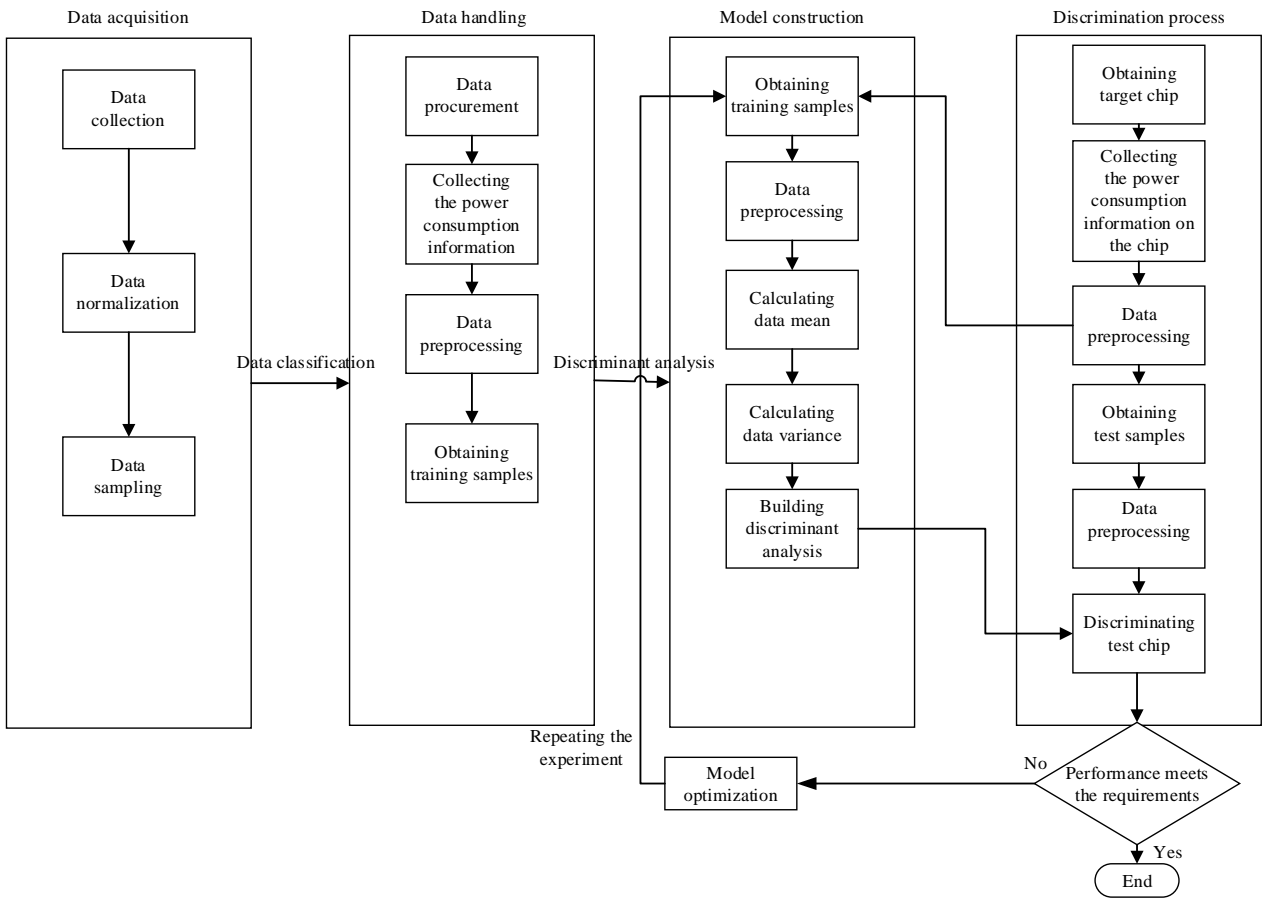 Data acquisition
Data
collection
Data
normalization
Data
sampling
Data classification
Data handling
Data
procurement
Collecting
the power
consumption
information
Data
preprocessing
Obtaining
training samples
Discriminant analysis
Model construction
Obtaining
training samples
Data
preprocessing
Calculating
data mean
Calculating
data variance
Building
discriminant
analysis
Discrimination process
Obtaining
target chip
Collecting
the power
consumption
information on
the chip
Data
preprocessing
Obtaining
test samples
Data
preprocessing
Discriminating
test chip
Performance meets
the requirements
No
Model
optimization
Repeating the
experiment
Yes
End